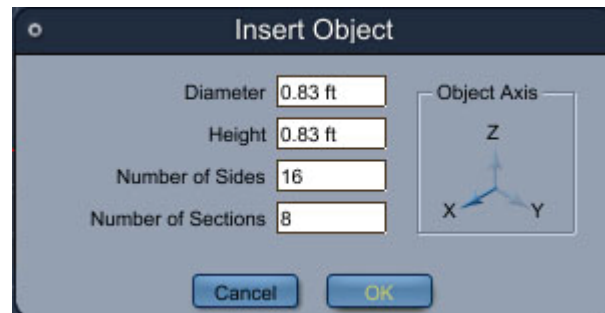 Insert Object
Diameter 0.83 ft
Height 0.83 ft
Number of Sides 16
Number of Sections 8
Object Axis
Z
X Y
Cancel OK